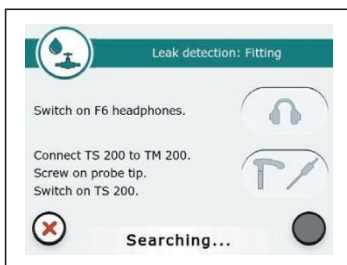 Leak detection: Fitting
Switch on F6 headphones.
Connect TS 200 to TM 200.
Screw on probe tip.
Switch on TS 200.
Searching...